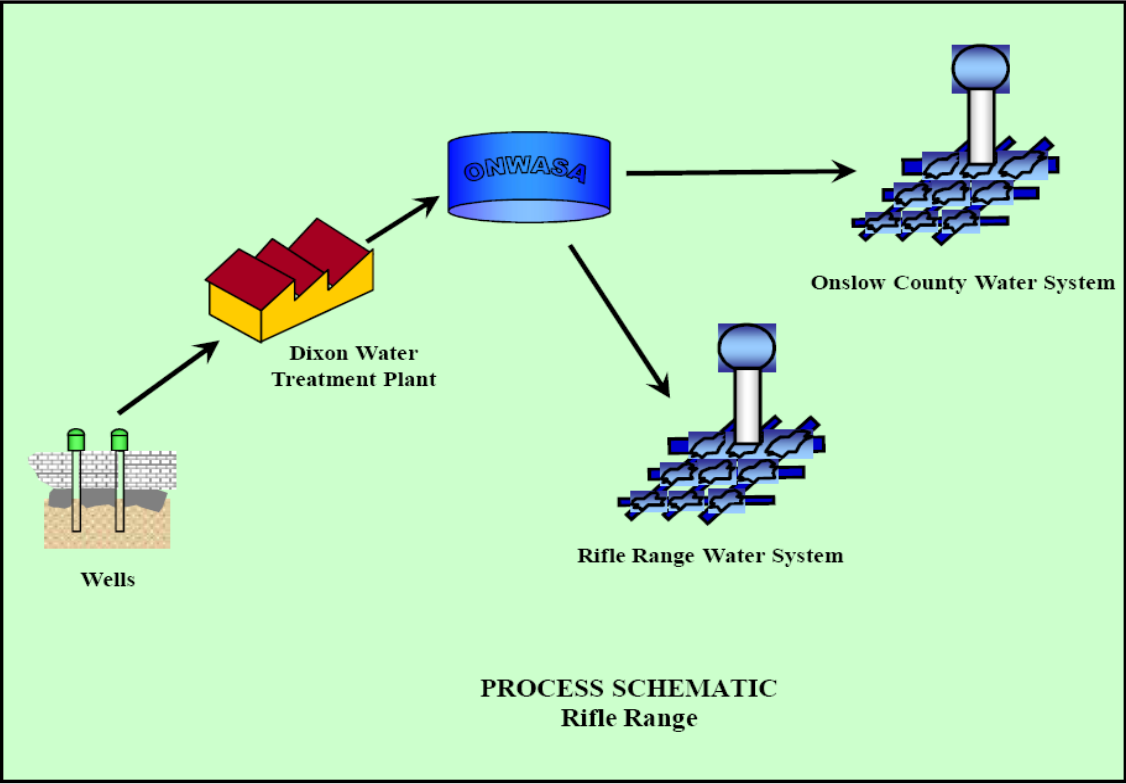 ONWASA
Onslow County Water System
Dixon Water
Treatment Plant
Rifle Range Water System
Wells
PROCESS SCHEMATIC
Rifle Range